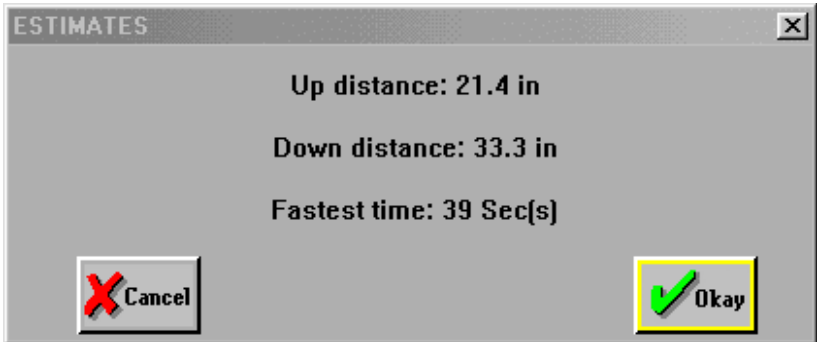 ESTIMATES
Up distance: 21.4 in
Down distance: 33.3 in
Fastest time: 39 Sec(s)
Cancel
Okay